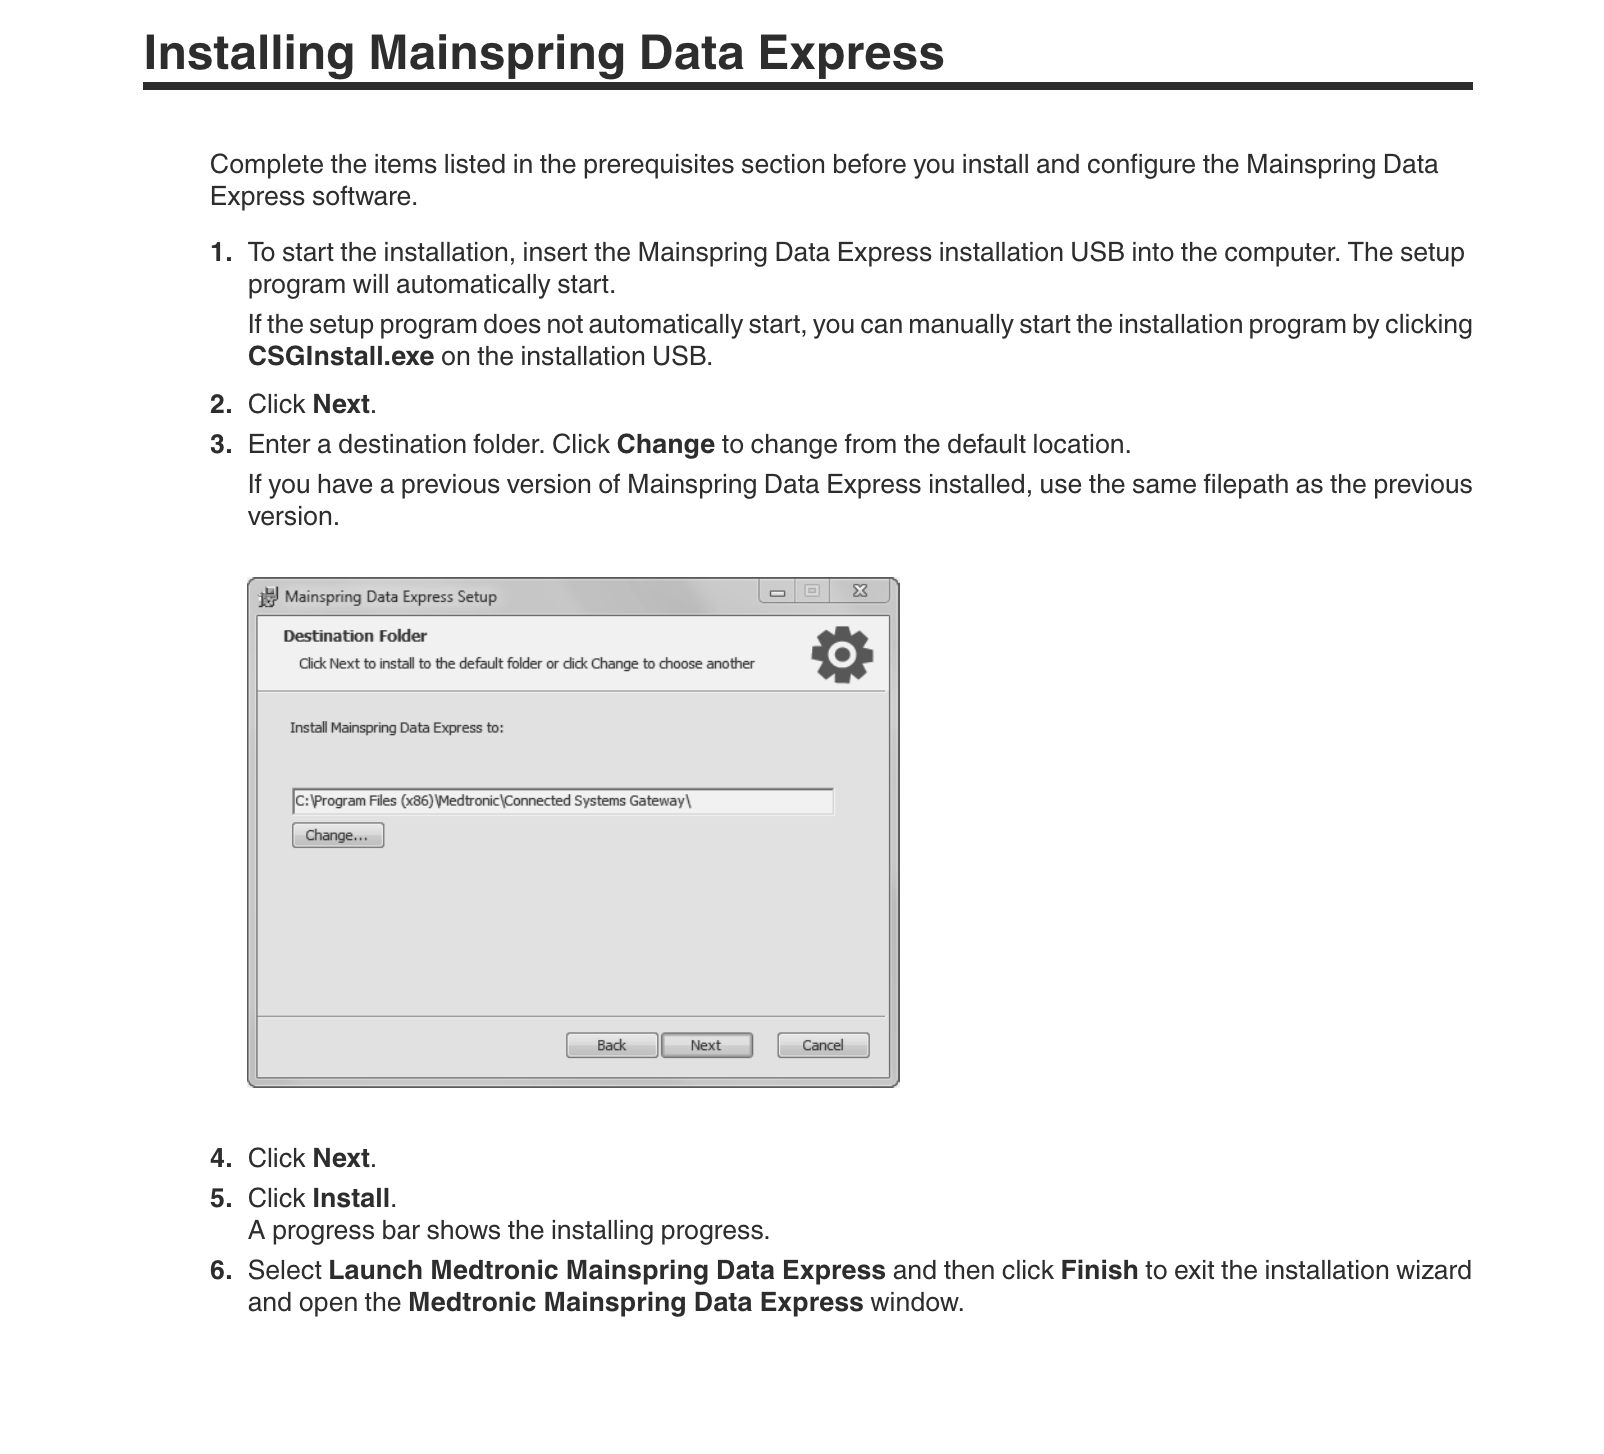 Installing Mainspring Data Express
Complete the items listed in the prerequisites section before you install and configure the Mainspring Data
Express software.
1. To start the installation, insert the Mainspring Data Express installation USB into the computer. The setup
program will automatically start.
If the setup program does not automatically start, you can manually start the installation program by clicking
CSGInstall.exe on the installation USB.
2. Click Next.
3. Enter a destination folder. Click Change to change from the default location.
If you have a previous version of Mainspring Data Express installed, use the same filepath as the previous
version.
Mainspring Data Express Setup
Destination Folder
Click Next to install to the default folder or click Change to choose another
Install Mainspring Data Express to:
C:\Program Files (x86)\Medtronic\Connected Systems Gateway\
Change...
Back Next Cancel
4. Click Next.
5. Click Install.
A progress bar shows the installing progress.
6. Select Launch Medtronic Mainspring Data Express and then click Finish to exit the installation wizard
and open the Medtronic Mainspring Data Express window.